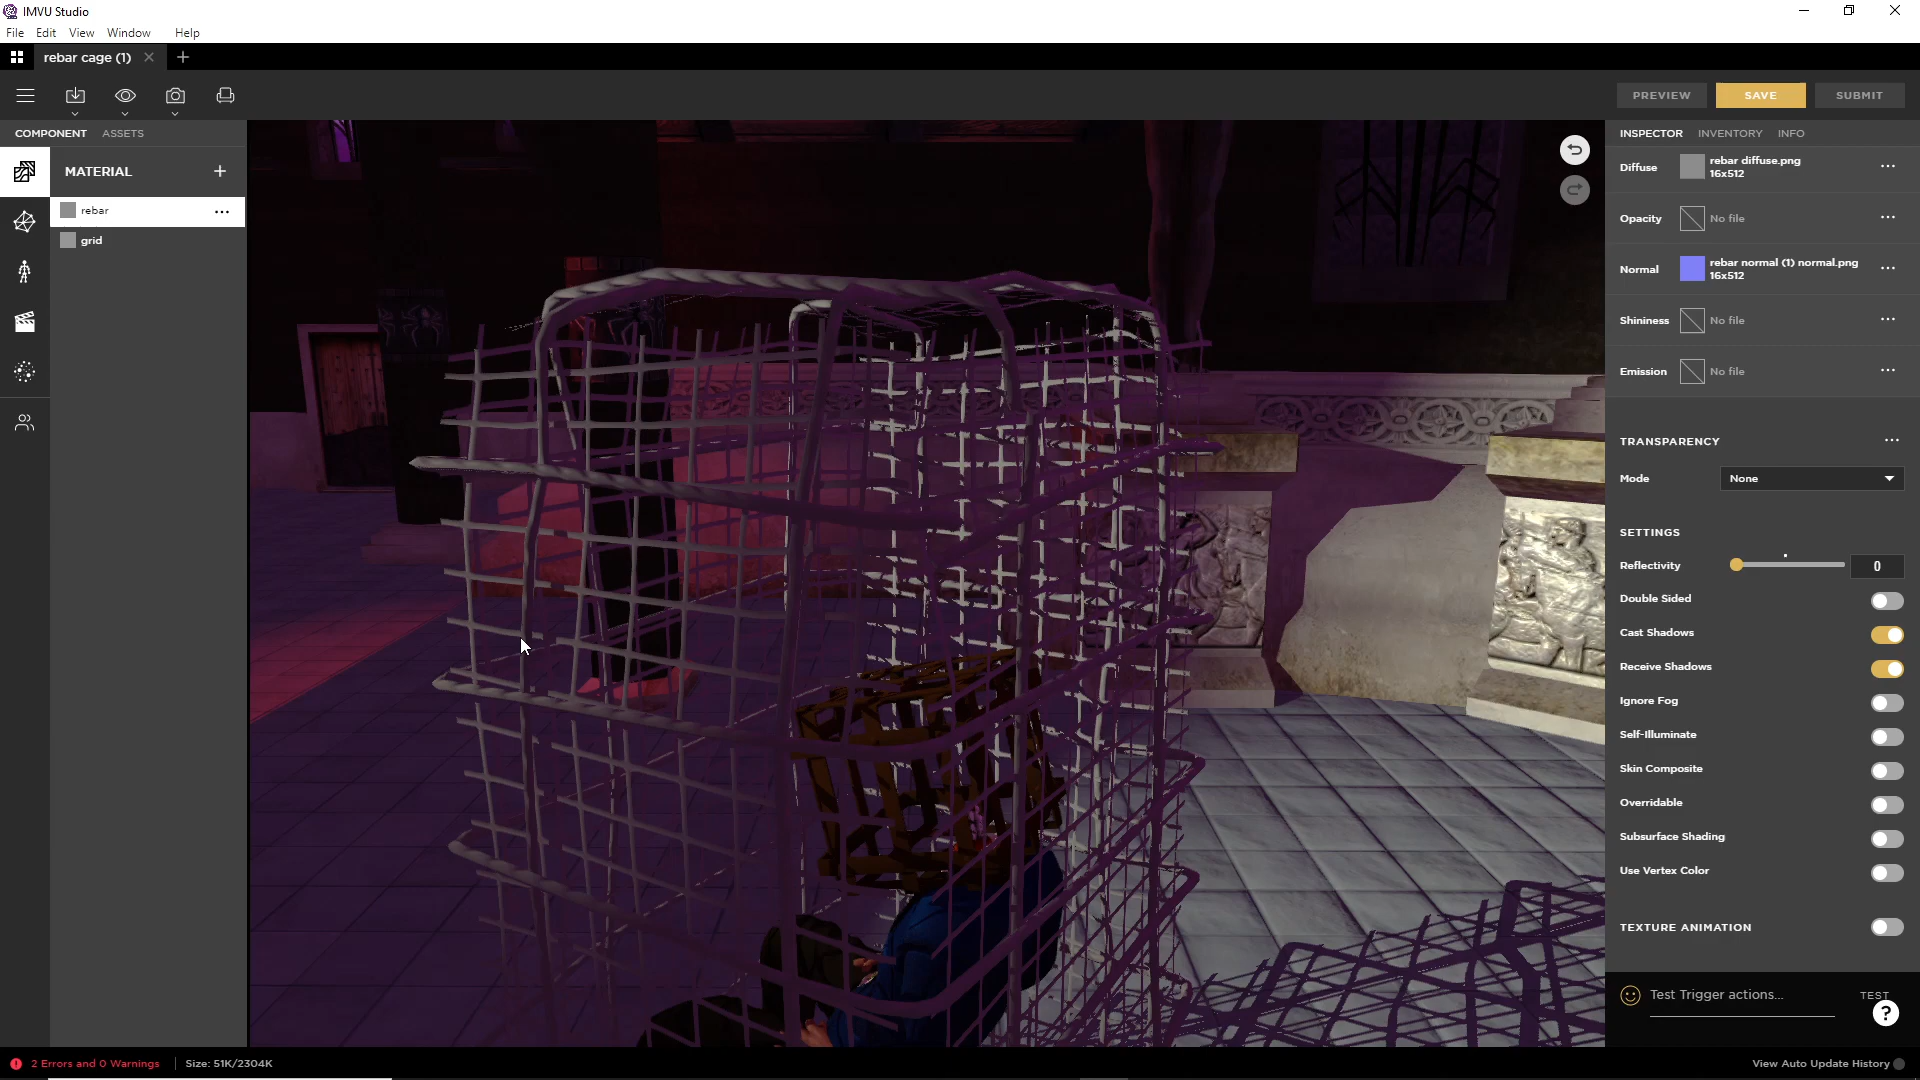 IMVU Studio
File Edit View Window Help
rebar cage (1)
PREVIEW SAVE SUBMIT
COMPONENT ASSETS
INSPECTOR INVENTORY INFO
MATERIAL
rebar
grid
Diffuse rebar diffuse.png
16x512
Opacity No file
Normal rebar normal (1) normal.png
16x512
Shininess No file
Emission No file
TRANSPARENCY
Mode None
SETTINGS
Reflectivity 0
Double Sided
Cast Shadows
Receive Shadows
Ignore Fog
Self-Illuminate
Skin Composite
Overridable
Subsurface Shading
Use Vertex Color
TEXTURE ANIMATION
Test Trigger actions... TEST
?
2 Errors and 0 Warnings Size: 51K/2304K View Auto Update History